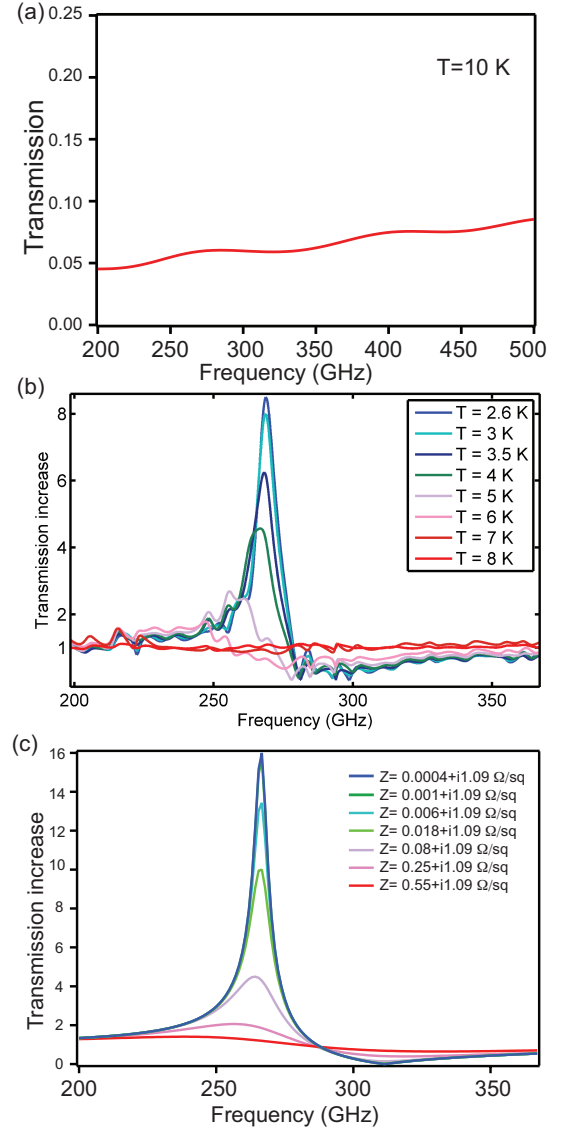 (a)
0.25
0.20
0.15
0.10
0.05
0.00
Transmission
T=10 K
200 250 300 350 400 450 500
Frequency (GHz)
(b)
8
6
4
2
1
Transmission increase
T = 2.6 K
T = 3 K
T = 3.5 K
T = 4 K
T = 5 K
T = 6 K
T = 7 K
T = 8 K
200 250 300 350
Frequency (GHz)
(c)
16
14
12
10
8
6
4
2
0
Transmission increase
Z= 0.0004+i1.09 Ω/sq
Z= 0.001+i1.09 Ω/sq
Z= 0.006+i1.09 Ω/sq
Z= 0.018+i1.09 Ω/sq
Z= 0.08+i1.09 Ω/sq
Z= 0.25+i1.09 Ω/sq
Z= 0.55+i1.09 Ω/sq
200 250 300 350
Frequency (GHz)